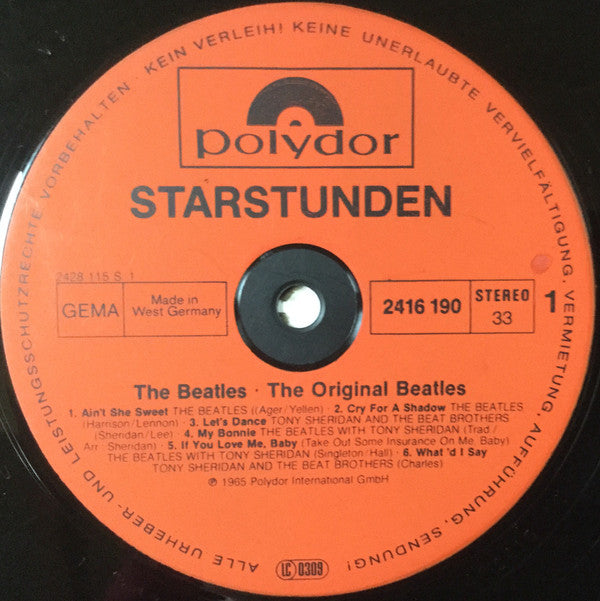 ALLE URHEBER- UND LEISTUNGSSCHUTZRECHTE VORBEHALTEN · KEIN VERLEIH! KEINE UNERLAUBTE VERVIELFÄLTIGUNG, VERMIETUNG, AUFFÜHRUNG, SENDUNG!
polydor
STARSTUNDEN
2428 115 S 1
GEMA
Made in
West Germany
2416 190
STEREO
33
1
The Beatles · The Original Beatles
1. Ain't She Sweet THE BEATLES ((Ager/Yellen) · 2. Cry For A Shadow THE BEATLES
(Harrison/Lennon) · 3. Let's Dance TONY SHERIDAN AND THE BEAT BROTHERS
(Sheridan/Lee) · 4. My Bonnie THE BEATLES WITH TONY SHERIDAN (Trad /
Arr · Sheridan) · 5. If You Love Me, Baby (Take Out Some Insurance On Me, Baby)
THE BEATLES WITH TONY SHERIDAN (Singleton/Hall) · 6. What 'd I Say
TONY SHERIDAN AND THE BEAT BROTHERS (Charles)
℗ 1965 Polydor International GmbH
LC 0309